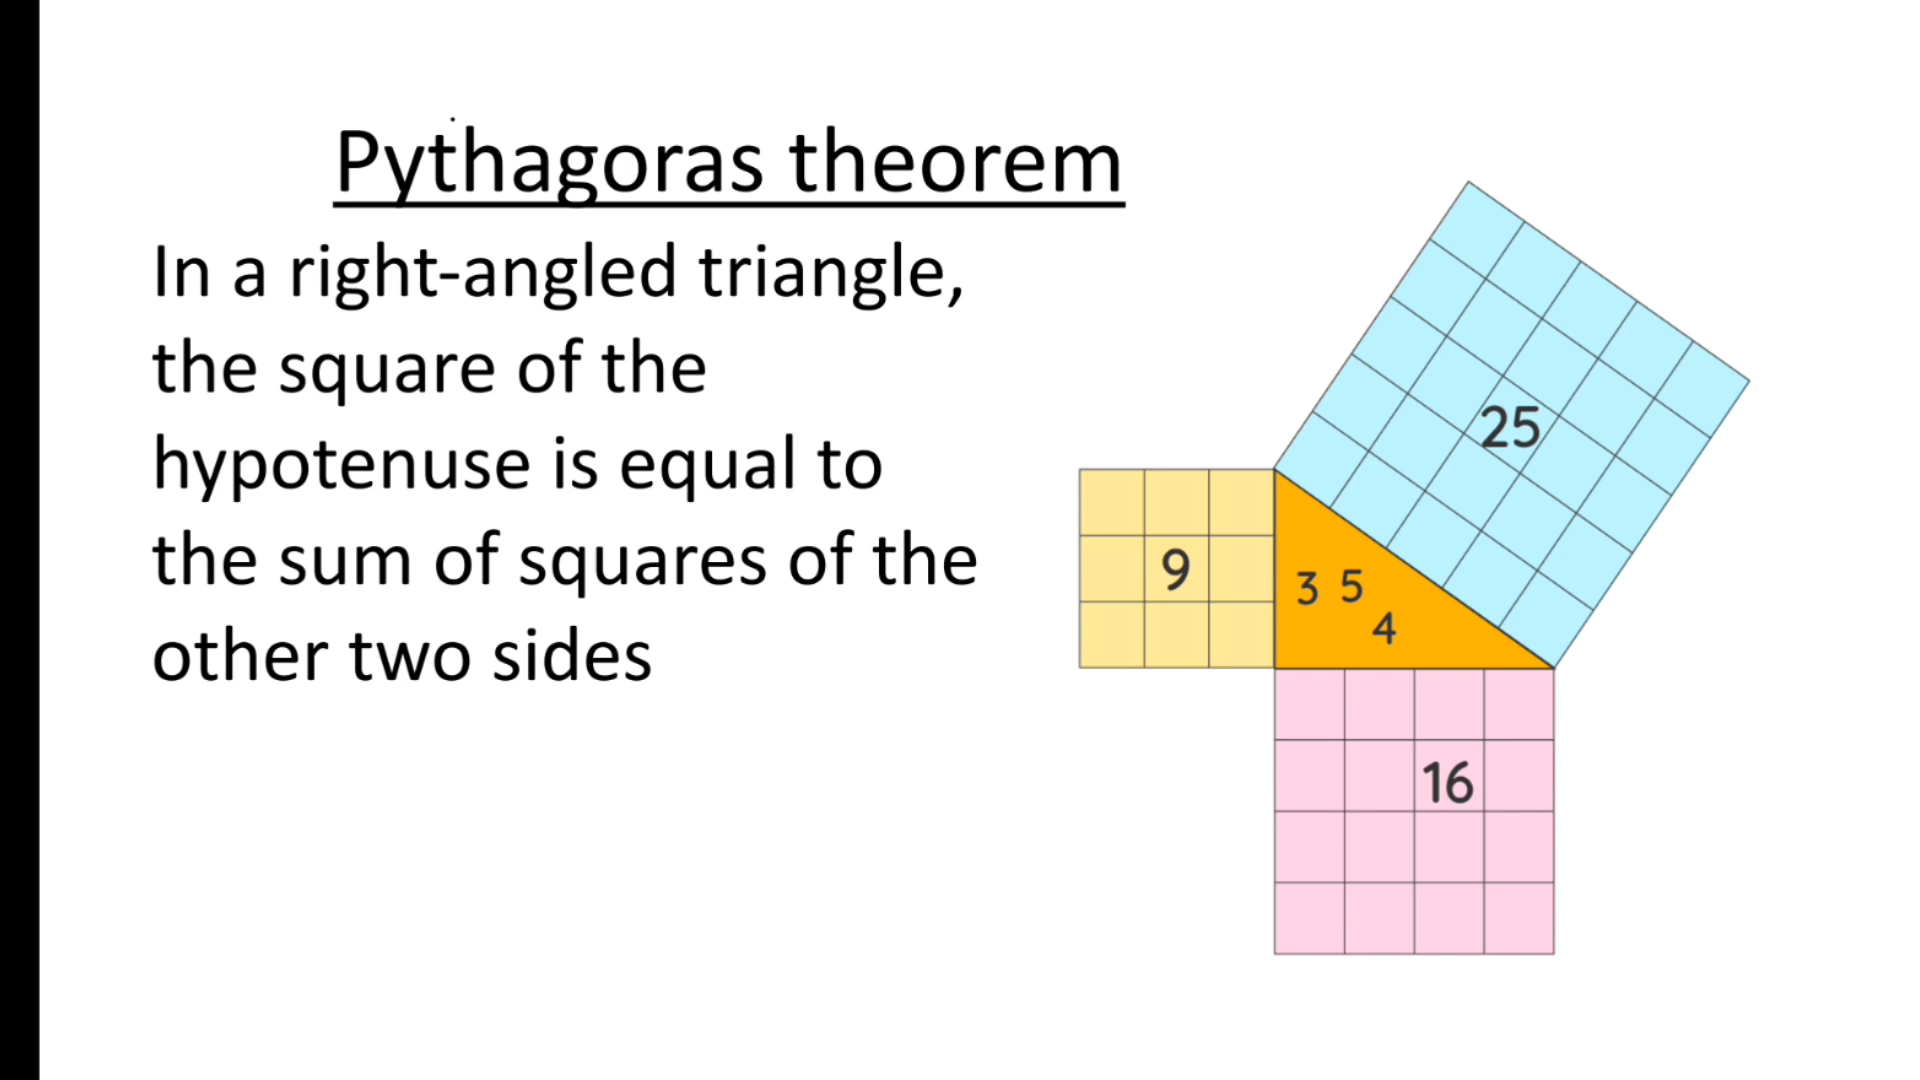 Pythagoras theorem
In a right-angled triangle,
the square of the
hypotenuse is equal to
the sum of squares of the
other two sides
25
9
3 5
4
16